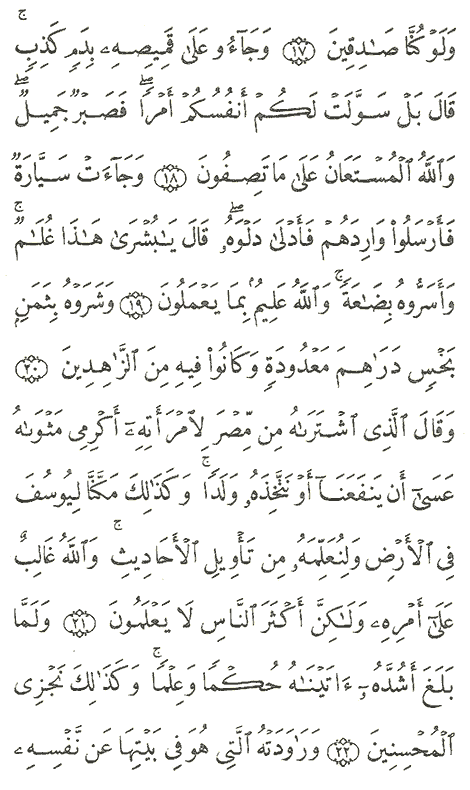 وَلَوْ كُنَّا صَٰدِقِينَ ١٧ وَجَآءُو عَلَىٰ قَمِيصِهِۦ بِدَمٍ كَذِبٍ ۚ
قَالَ بَلْ سَوَّلَتْ لَكُمْ أَنفُسُكُمْ أَمْرًا ۖ فَصَبْرٌ جَمِيلٌ ۖ
وَٱللَّهُ ٱلْمُسْتَعَانُ عَلَىٰ مَا تَصِفُونَ ١٨ وَجَآءَتْ سَيَّارَةٌ
فَأَرْسَلُوا۟ وَارِدَهُمْ فَأَدْلَىٰ دَلْوَهُۥ ۖ قَالَ يَٰبُشْرَىٰ هَٰذَا غُلَٰمٌ ۚ
وَأَسَرُّوهُ بِضَٰعَةً ۚ وَٱللَّهُ عَلِيمٌۢ بِمَا يَعْمَلُونَ ١٩ وَشَرَوْهُ بِثَمَنٍۭ
بَخْسٍ دَرَٰهِمَ مَعْدُودَةٍ وَكَانُوا۟ فِيهِ مِنَ ٱلزَّٰهِدِينَ ٢٠
وَقَالَ ٱلَّذِى ٱشْتَرَىٰهُ مِن مِّصْرَ لِٱمْرَأَتِهِۦٓ أَكْرِمِى مَثْوَىٰهُ
عَسَىٰٓ أَن يَنفَعَنَآ أَوْ نَتَّخِذَهُۥ وَلَدًا ۚ وَكَذَٰلِكَ مَكَّنَّا لِيُوسُفَ
فِى ٱلْأَرْضِ وَلِنُعَلِّمَهُۥ مِن تَأْوِيلِ ٱلْأَحَادِيثِ ۚ وَٱللَّهُ غَالِبٌ
عَلَىٰٓ أَمْرِهِۦ وَلَٰكِنَّ أَكْثَرَ ٱلنَّاسِ لَا يَعْلَمُونَ ٢١ وَلَمَّا
بَلَغَ أَشُدَّهُۥٓ ءَاتَيْنَٰهُ حُكْمًا وَعِلْمًا ۚ وَكَذَٰلِكَ نَجْزِى
ٱلْمُحْسِنِينَ ٢٢ وَرَٰوَدَتْهُ ٱلَّتِى هُوَ فِى بَيْتِهَا عَن نَّفْسِهِۦ